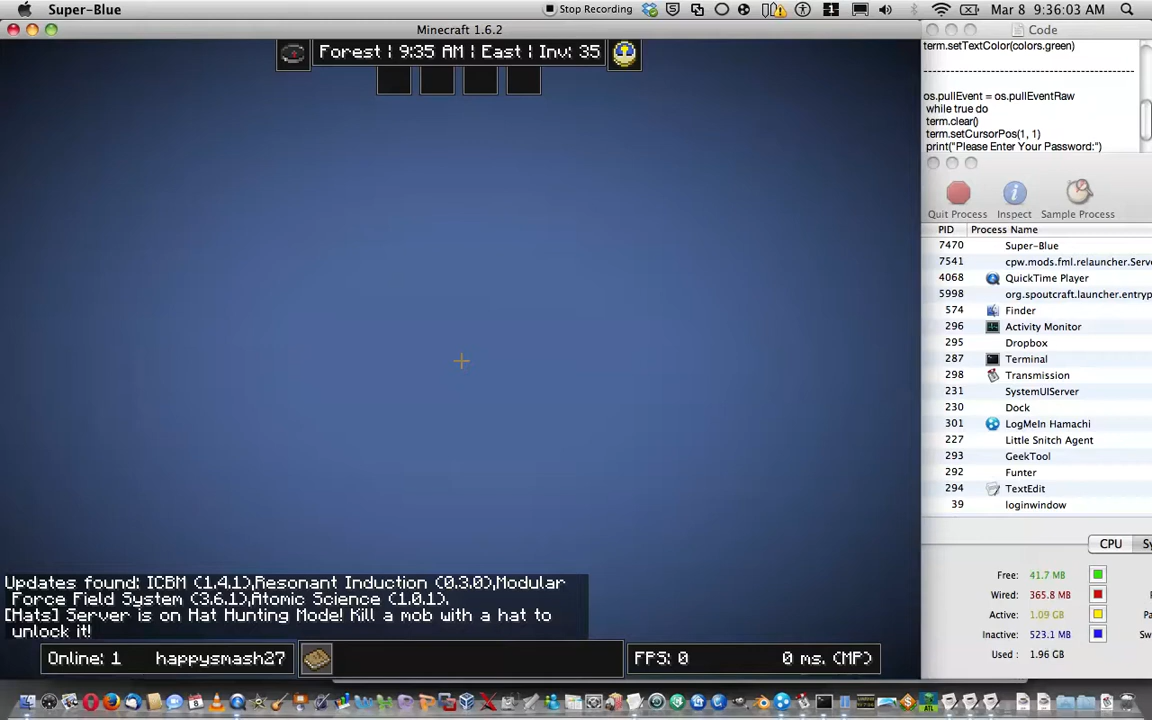 Super-Blue
Stop Recording
1
Mar 8 9:36:03 AM
Minecraft 1.6.2
Code
Forest | 9:35 AM | East | Inv: 35
term.setTextColor(colors.green)
os.pullEvent = os.pullEventRaw
while true do
term.clear()
term.setCursorPos(1, 1)
print("Please Enter Your Password:")
Quit Process
Inspect
Sample Process
PID
Process Name
7470 Super-Blue
7541 cpw.mods.fml.relauncher.Serve
4068 QuickTime Player
5998 org.spoutcraft.launcher.entryp
574 Finder
296 Activity Monitor
295 Dropbox
287 Terminal
298 Transmission
231 SystemUIServer
230 Dock
301 LogMeIn Hamachi
227 Little Snitch Agent
293 GeekTool
292 Funter
294 TextEdit
39 loginwindow
CPU
Sy
Free: 41.7 MB
Wired: 365.8 MB
Active: 1.09 GB
Inactive: 523.1 MB
Used : 1.96 GB
Pa
Sw
Updates found: ICBM (1.4.1),Resonant Induction (0.3.0),Modular
Force Field System (3.6.1),Atomic Science (1.0.1).
[Hats] Server is on Hat Hunting Mode! Kill a mob with a hat to
unlock it!
Online: 1 happysmash27
FPS: 0 0 ms. (MP)